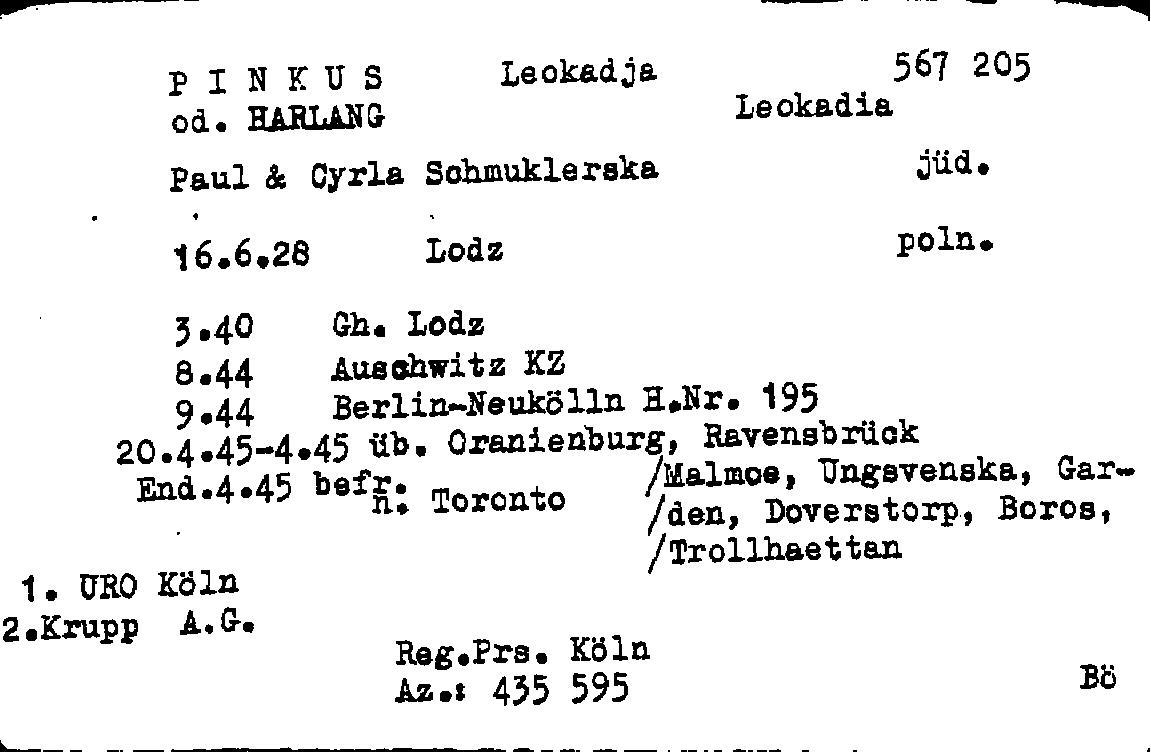 P I N K U S Leokadja 567 205
od. HARLANG Leokadia
Paul & Cyrla Schmuklerska jüd.
16.6.28 Lodz poln.
3.40 Gh. Lodz
8.44 Auschwitz KZ
9.44 Berlin-Neukölln H.Nr. 195
20.4.45-4.45 üb. Oranienburg, Ravensbrück
End.4.45 befr. /Malmoe, Ungsvenska, Gar-
n. Toronto /den, Doverstorp, Boros,
/Trollhaettan
1. URO Köln
2.Krupp A.G.
Reg.Prs. Köln
Az.: 435 595 Bö